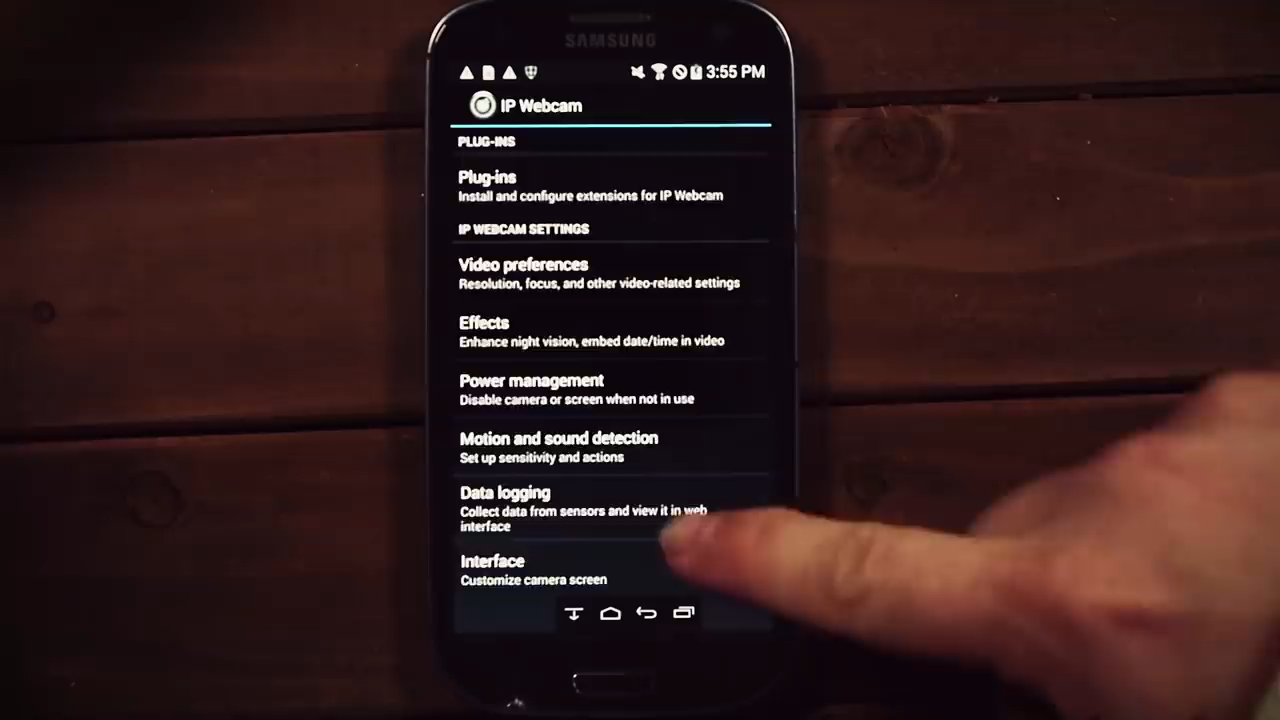 SAMSUNG
3:55 PM
IP Webcam
PLUG-INS
Plug-ins
Install and configure extensions for IP Webcam
IP WEBCAM SETTINGS
Video preferences
Resolution, focus, and other video-related settings
Effects
Enhance night vision, embed date/time in video
Power management
Disable camera or screen when not in use
Motion and sound detection
Set up sensitivity and actions
Data logging
Collect data from sensors and view it in web
interface
Interface
Customize camera screen